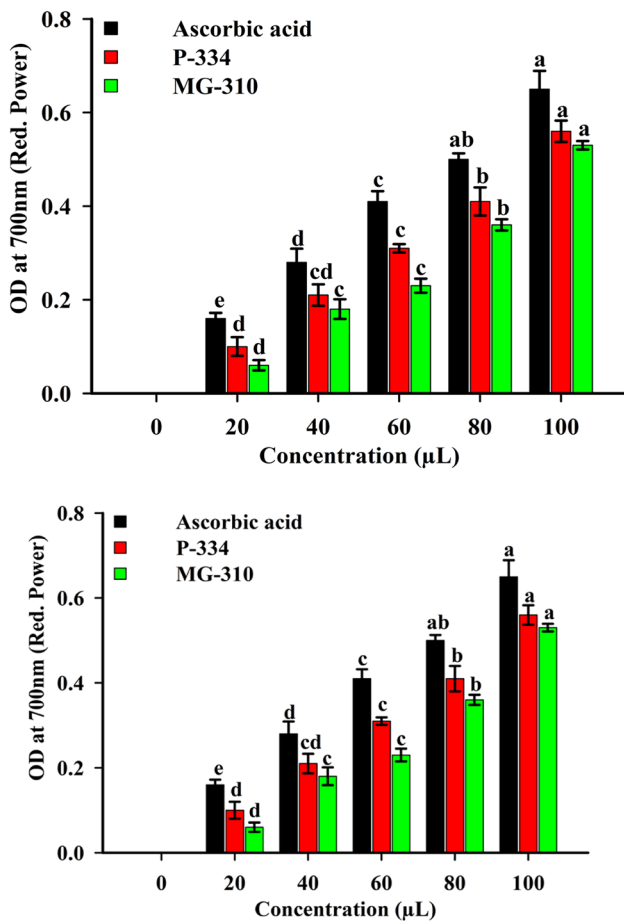 0.8
Ascorbic acid
P-334
MG-310
a
a
a
0.6
ab
b
b
c
c
c
0.4
d
cd
c
0.2
e
d
d
0.0
OD at 700nm (Red. Power)
0 20 40 60 80 100
Concentration (µL)
0.8
Ascorbic acid
P-334
MG-310
a
a
a
0.6
ab
b
b
c
c
c
0.4
d
cd
c
0.2
e
d
d
0.0
OD at 700nm (Red. Power)
0 20 40 60 80 100
Concentration (µL)